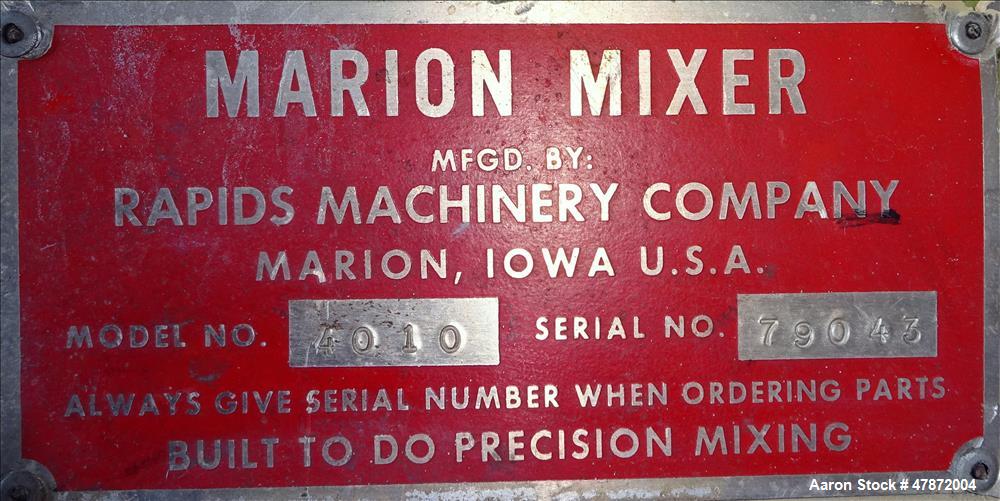 MARION MIXER
MFGD. BY:
RAPIDS MACHINERY COMPANY
MARION, IOWA U.S.A.
MODEL NO. 4010 SERIAL NO. 79043
ALWAYS GIVE SERIAL NUMBER WHEN ORDERING PARTS
BUILT TO DO PRECISION MIXING
Aaron Stock # 47872004